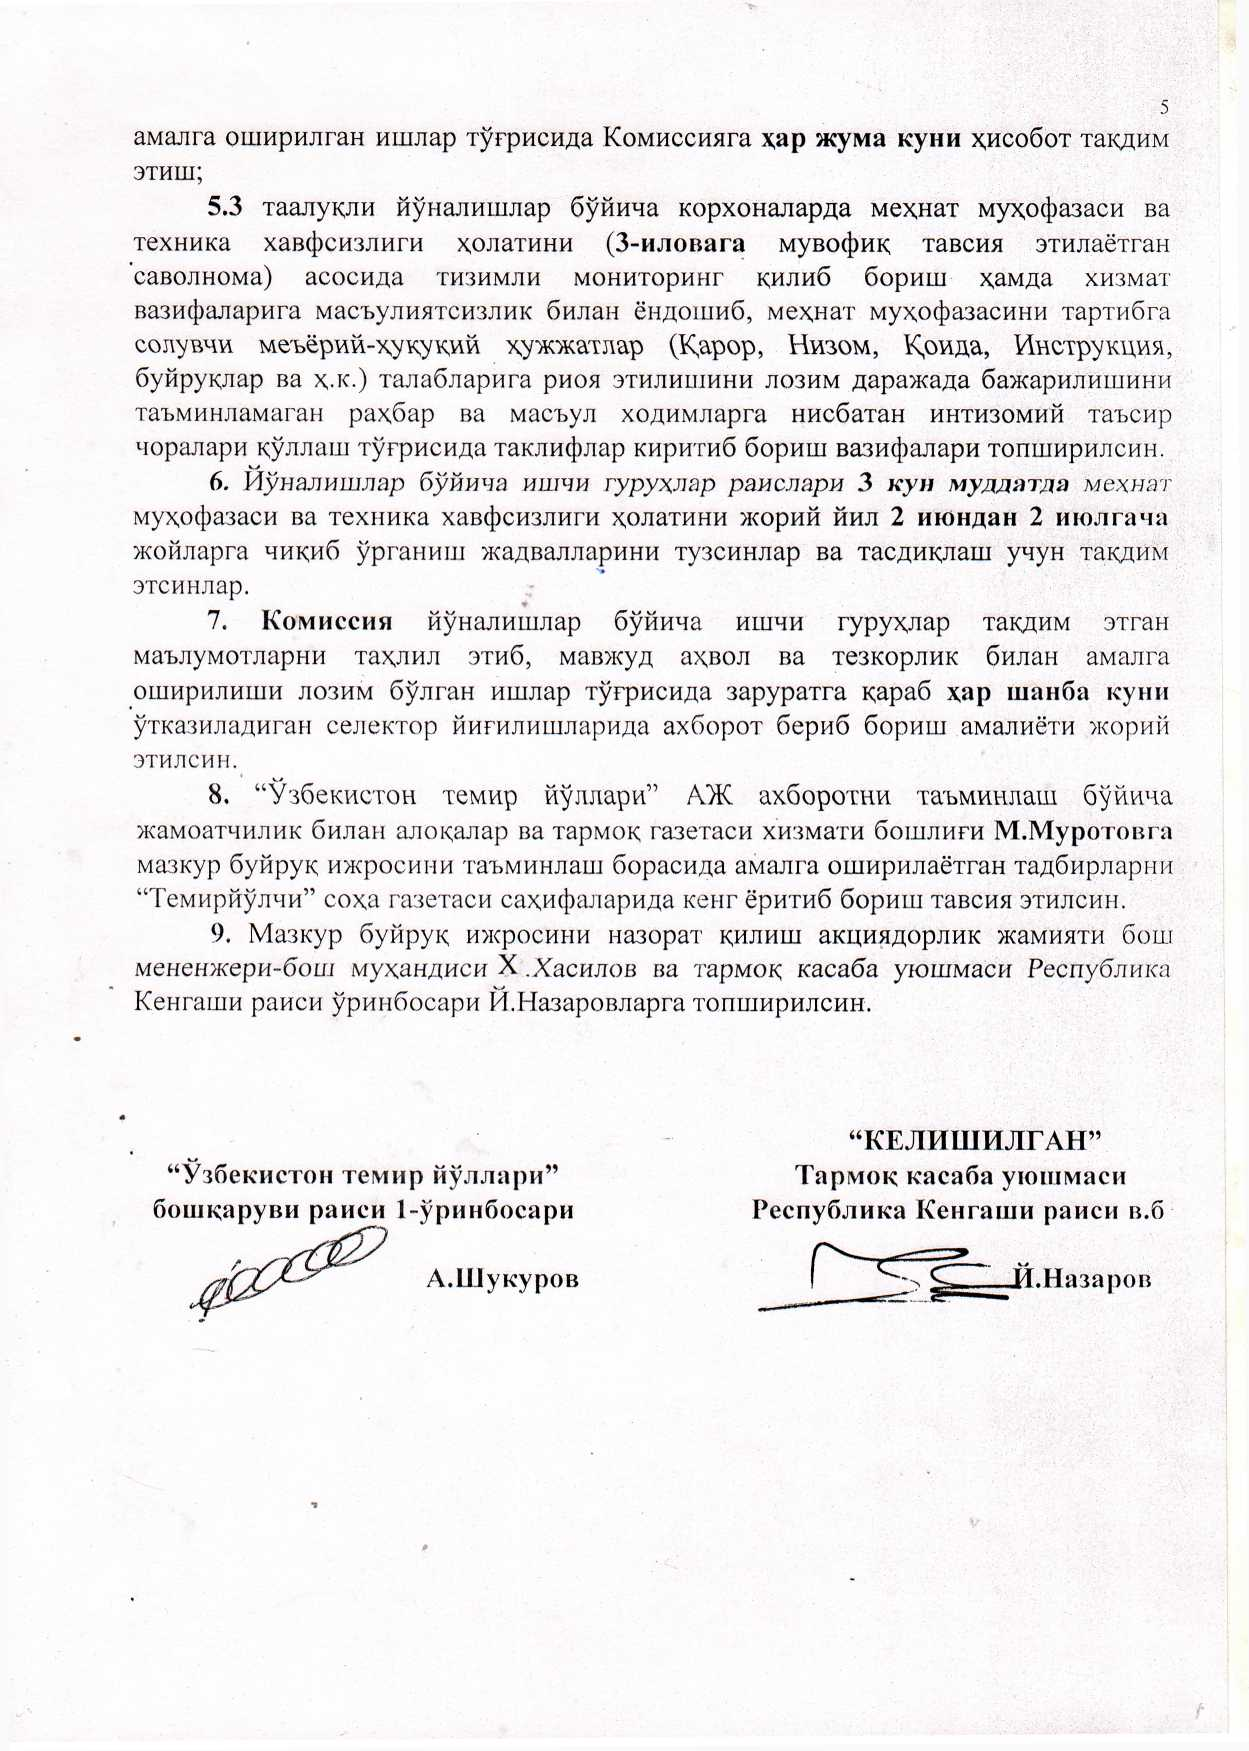 5
амалга оширилган ишлар тўғрисида Комиссияга ҳар жума куни ҳисобот тақдим
этиш;
5.3 таалуқли йўналишлар бўйича корхоналарда меҳнат муҳофазаси ва
техника хавфсизлиги ҳолатини (3-иловага мувофиқ тавсия этилаётган
саволнома) асосида тизимли мониторинг қилиб бориш ҳамда хизмат
вазифаларига масъулиятсизлик билан ёндошиб, меҳнат муҳофазасини тартибга
солувчи меъёрий-ҳуқуқий ҳужжатлар (Қарор, Низом, Қоида, Инструкция,
буйруқлар ва ҳ.к.) талабларига риоя этилишини лозим даражада бажарилишини
таъминламаган раҳбар ва масъул ходимларга нисбатан интизомий таъсир
чоралари қўллаш тўғрисида таклифлар киритиб бориш вазифалари топширилсин.
6. Йўналишлар бўйича ишчи гуруҳлар раислари 3 кун муддатда меҳнат
муҳофазаси ва техника хавфсизлиги ҳолатини жорий йил 2 июндан 2 июлгача
жойларга чиқиб ўрганиш жадвалларини тузсинлар ва тасдиқлаш учун тақдим
этсинлар.
7. Комиссия йўналишлар бўйича ишчи гуруҳлар тақдим этган
маълумотларни таҳлил этиб, мавжуд аҳвол ва тезкорлик билан амалга
оширилиши лозим бўлган ишлар тўғрисида заруратга қараб ҳар шанба куни
ўтказиладиган селектор йиғилишларида ахборот бериб бориш амалиёти жорий
этилсин.
8. “Ўзбекистон темир йўллари” АЖ ахборотни таъминлаш бўйича
жамоатчилик билан алоқалар ва тармоқ газетаси хизмати бошлиғи М.Муротовга
мазкур буйруқ ижросини таъминлаш борасида амалга оширилаётган тадбирларни
“Темирйўлчи” соҳа газетаси саҳифаларида кенг ёритиб бориш тавсия этилсин.
9. Мазкур буйруқ ижросини назорат қилиш акциядорлик жамияти бош
мененжери-бош муҳандиси Х.Хасилов ва тармоқ касаба уюшмаси Республика
Кенгаши раиси ўринбосари Й.Назаровларга топширилсин.
“КЕЛИШИЛГАН”
“Ўзбекистон темир йўллари” Тармоқ касаба уюшмаси
бошқаруви раиси 1-ўринбосари Республика Кенгаши раиси в.б
А.Шукуров Й.Назаров